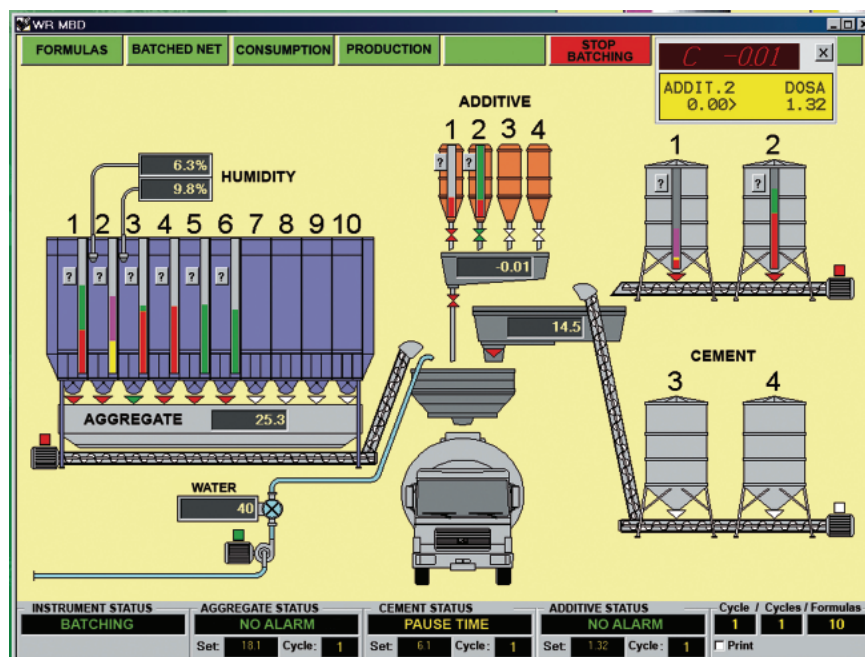 WR MBD
FORMULAS BATCHED NET CONSUMPTION PRODUCTION STOP BATCHING
C -0.01
ADDIT.2 DOSA
0.00> 1.32
ADDITIVE
1 2 3 4
? ?
1 2
? ?
6.3%
9.8%
HUMIDITY
1 2 3 4 5 6 7 8 9 10
? ? ? ? ? ?
-0.01
14.5
CEMENT
3 4
AGGREGATE 25.3
WATER
40
INSTRUMENT STATUS AGGREGATE STATUS CEMENT STATUS ADDITIVE STATUS Cycle / Cycles / Formulas
BATCHING NO ALARM PAUSE TIME NO ALARM 1 1 10
Set: 18.1 Cycle: 1 Set: 6.1 Cycle: 1 Set: 1.32 Cycle: 1 Print